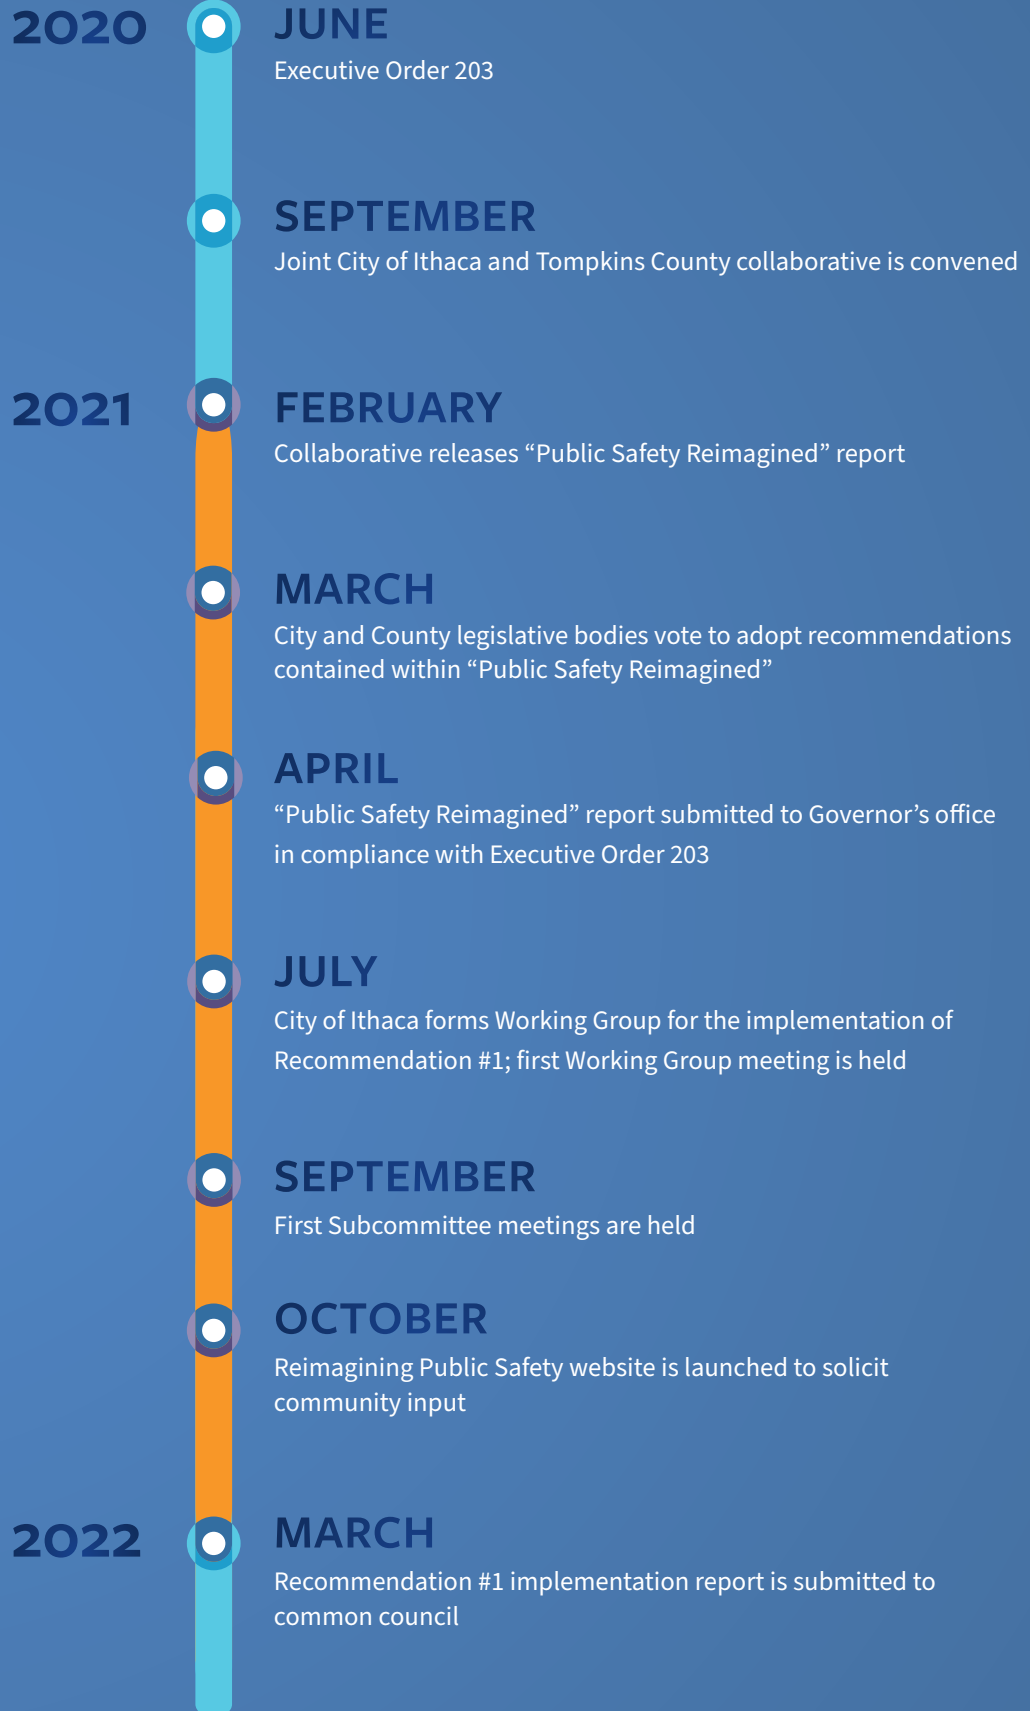 2020
JUNE
Executive Order 203
SEPTEMBER
Joint City of Ithaca and Tompkins County collaborative is convened
2021
FEBRUARY
Collaborative releases “Public Safety Reimagined” report
MARCH
City and County legislative bodies vote to adopt recommendations
contained within “Public Safety Reimagined”
APRIL
“Public Safety Reimagined” report submitted to Governor’s office
in compliance with Executive Order 203
JULY
City of Ithaca forms Working Group for the implementation of
Recommendation #1; first Working Group meeting is held
SEPTEMBER
First Subcommittee meetings are held
OCTOBER
Reimagining Public Safety website is launched to solicit
community input
2022
MARCH
Recommendation #1 implementation report is submitted to
common council